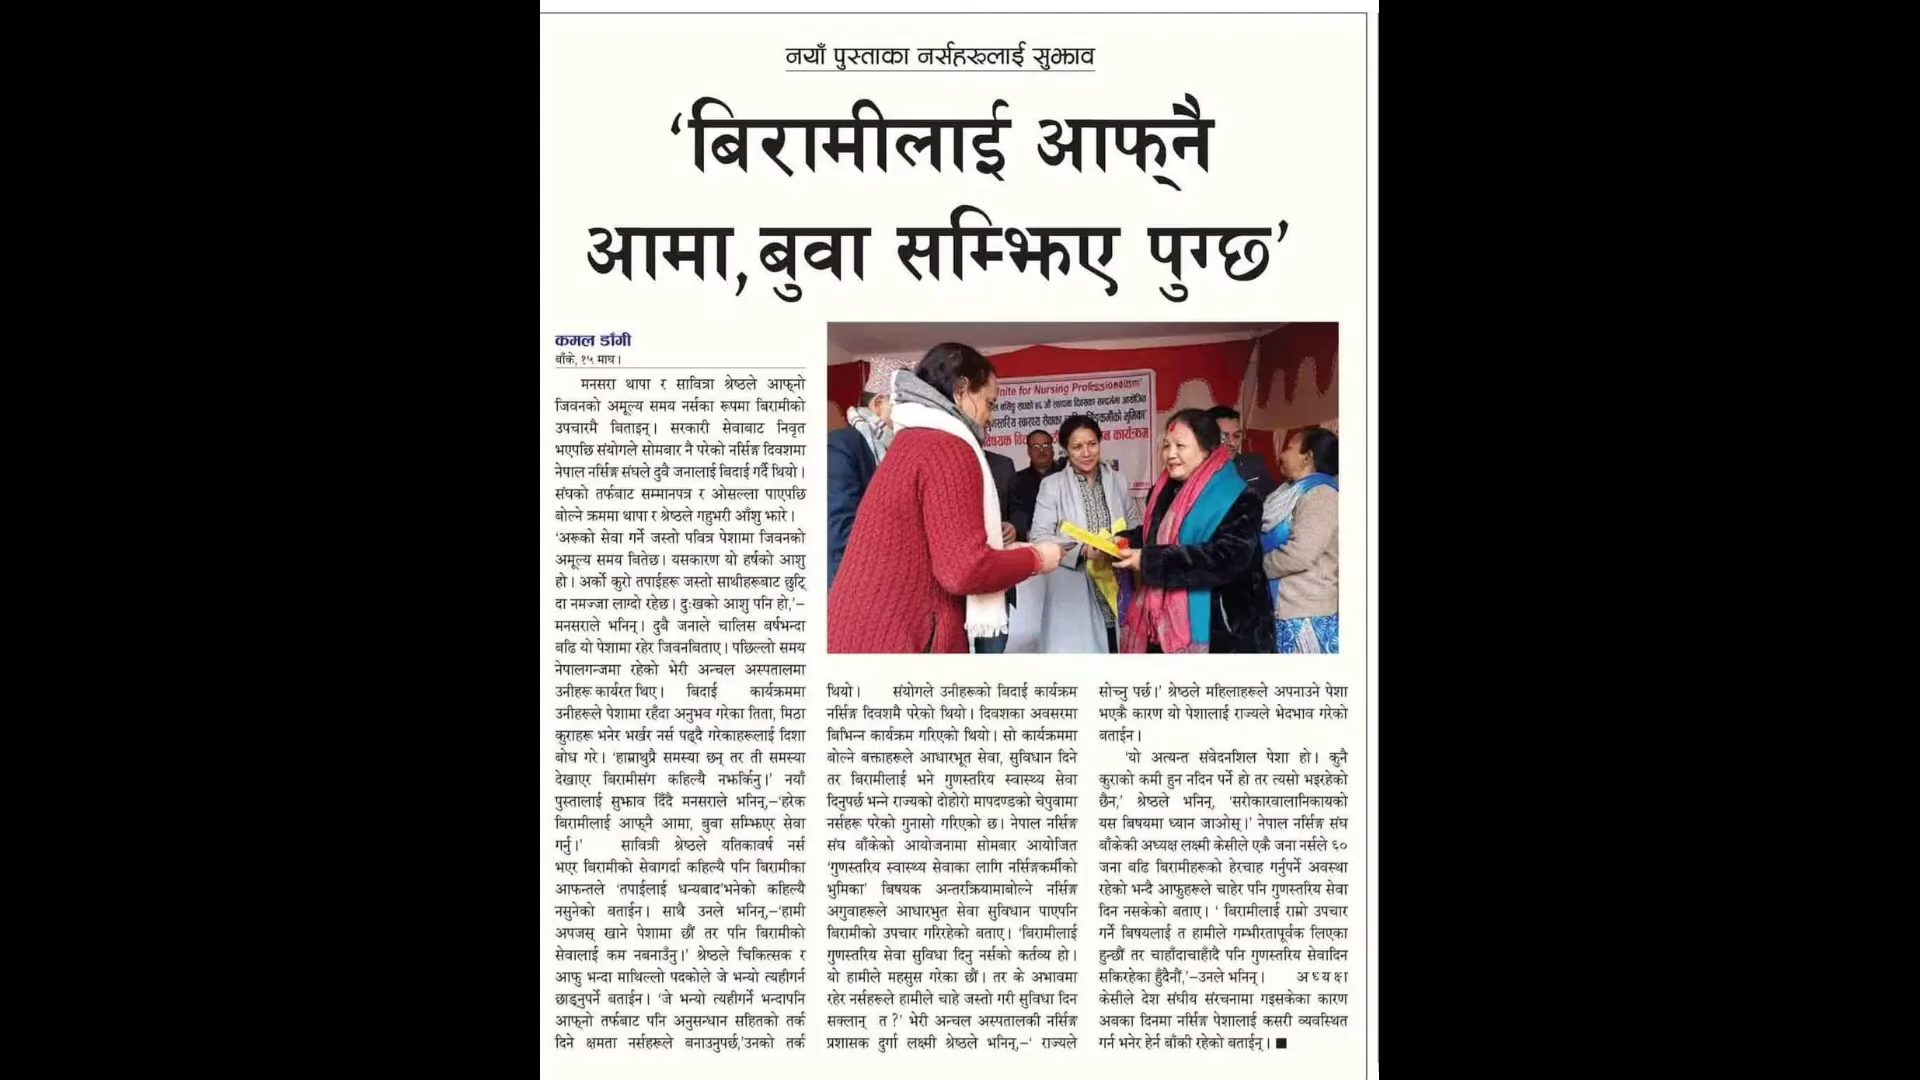 नयाँ पुस्ताका नर्सहरुलाई सुझाव
‘बिरामीलाई आफ्‌नै
आमा, बुवा सम्झिए पुग्छ’
कमल डाँगी
बाँके, १५ माघ ।
मनसरा थापा र सावित्रा श्रेष्ठले आफ्‌नो
जिवनको अमूल्य समय नर्सका रूपमा बिरामीको
उपचारमै बिताइन् । सरकारी सेवाबाट निवृत
भएपछि संयोगले सोमबार नै परेको नर्सिङ दिवशमा
नेपाल नर्सिङ संघले दुवै जनालाई बिदाई गर्दै थियो ।
संघको तर्फबाट सम्मानपत्र र ओसल्ला पाएपछि
बोल्ने क्रममा थापा र श्रेष्ठले गहुभरी आँशु झारे ।
‘अरूको सेवा गर्ने जस्तो पवित्र पेशामा जिवनको
अमूल्य समय बितेछ । यसकारण यो हर्षको आशु
हो । अर्को कुरो तपाईहरू जस्तो साथीहरूबाट छुट्दि
दा नमज्जा लाग्दो रहेछ । दुःखको आशु पनि हो,’–
मनसराले भनिन् । दुबै जनाले चालिस बर्षभन्दा
बढि यो पेशामा रहेर जिवनबिताए । पछिल्लो समय
नेपालगन्जमा रहेको भेरी अन्चल अस्पतालमा
उनीहरू कार्यरत थिए । बिदाई कार्यक्रममा
उनीहरूले पेशामा रहँदा अनुभव गरेका तिता, मिठा
कुराहरू भनेर भर्खर नर्स पढ्दै गरेकाहरूलाई दिशा
बोध गरे । ‘हाम्राथुप्रै समस्या छन् तर ती समस्या
देखाएर बिरामीसंग कहिल्यै नझर्किनु ।’ नयाँ
पुस्तालाई सुझाव दिँदै मनसराले भनिन्,–‘हरेक
बिरामीलाई आफ्‌नै आमा, बुवा सम्झिएर सेवा
गर्नु ।’ सावित्री श्रेष्ठले यतिकावर्ष नर्स
भएर बिरामीको सेवागर्दा कहिल्यै पनि बिरामीका
आफन्तले ‘तपाईलाई धन्यबाद’भनेको कहिल्यै
नसुनेको बताईन । साथै उनले भनिन्,–‘हामी
अपजस् खाने पेशामा छौं तर पनि बिरामीको
सेवालाई कम नबनाउँनु ।’ श्रेष्ठले चिकित्सक र
आफु भन्दा माथिल्लो पदकोले जे भन्यो त्यहीगर्न
छाड्नुपर्ने बताईन । ‘जे भन्यो त्यहीगर्ने भन्दापनि
आफ्‌नो तर्फबाट पनि अनुसन्धान सहितको तर्क
दिने क्षमता नर्सहरूले बनाउनुपर्छ,’उनको तर्क
Unite for Nursing Professionalism'
नर्सिङ्ग संघको ५६ औं स्थापना दिवसका सन्दर्भमा आयोजित
थियो । संयोगले उनीहरूको बिदाई कार्यक्रम
नर्सिङ दिवशमै परेको थियो । दिवशका अवसरमा
बिभिन्न कार्यक्रम गरिएको थियो । सो कार्यक्रममा
बोल्ने बक्ताहरूले आधारभूत सेवा, सुविधान दिने
तर बिरामीलाई भने गुणस्तरिय स्वास्थ्य सेवा
दिनुपर्छ भन्ने राज्यको दोहोरो मापदण्डको चेपुवामा
नर्सहरू परेको गुनासो गरिएको छ । नेपाल नर्सिङ
संघ बाँकेको आयोजनामा सोमबार आयोजित
‘गुणस्तरिय स्वास्थ्य सेवाका लागि नर्सिङकर्मीको
भुमिका’ बिषयक अन्तरक्रियामाबोल्ने नर्सिङ
अगुवाहरूले आधारभुत सेवा सुविधान पाएपनि
बिरामीको उपचार गरिरहेको बताए । ‘बिरामीलाई
गुणस्तरिय सेवा सुविधा दिनु नर्सको कर्तव्य हो ।
यो हामीले महसुस गरेका छौं । तर के अभावमा
रहेर नर्सहरूले हामीले चाहे जस्तो गरी सुविधा दिन
सक्लान् त ?’ भेरी अन्चल अस्पतालकी नर्सिङ
प्रशासक दुर्गा लक्ष्मी श्रेष्ठले भनिन्,–‘ राज्यले
सोच्नु पर्छ ।’ श्रेष्ठले महिलाहरूले अपनाउने पेशा
भएकै कारण यो पेशालाई राज्यले भेदभाव गरेको
बताईन ।
‘यो अत्यन्त संवेदनशिल पेशा हो । कुनै
कुराको कमी हुन नदिन पर्ने हो तर त्यसो भइरहेको
छैन,’ श्रेष्ठले भनिन्, ‘सरोकारवालानिकायको
यस बिषयमा ध्यान जाओस् ।’ नेपाल नर्सिङ संघ
बाँकेकी अध्यक्ष लक्ष्मी केसीले एकै जना नर्सले ६०
जना बढि बिरामीहरूको हेरचाह गर्नुपर्ने अवस्था
रहेको भन्दै आफुहरूले चाहेर पनि गुणस्तरिय सेवा
दिन नसकेको बताए । ‘ बिरामीलाई राम्रो उपचार
गर्ने बिषयलाई त हामीले गम्भीरतापूर्वक लिएका
हुन्छौं तर चाहाँदाचाहाँदै पनि गुणस्तरिय सेवादिन
सकिरहेका हुँदैनौं,’–उनले भनिन् । अध्यक्ष
केसीले देश संघीय संरचनामा गइसकेका कारण
अबका दिनमा नर्सिङ पेशालाई कसरी व्यवस्थित
गर्न भनेर हेर्न बाँकी रहेको बताईन् ।